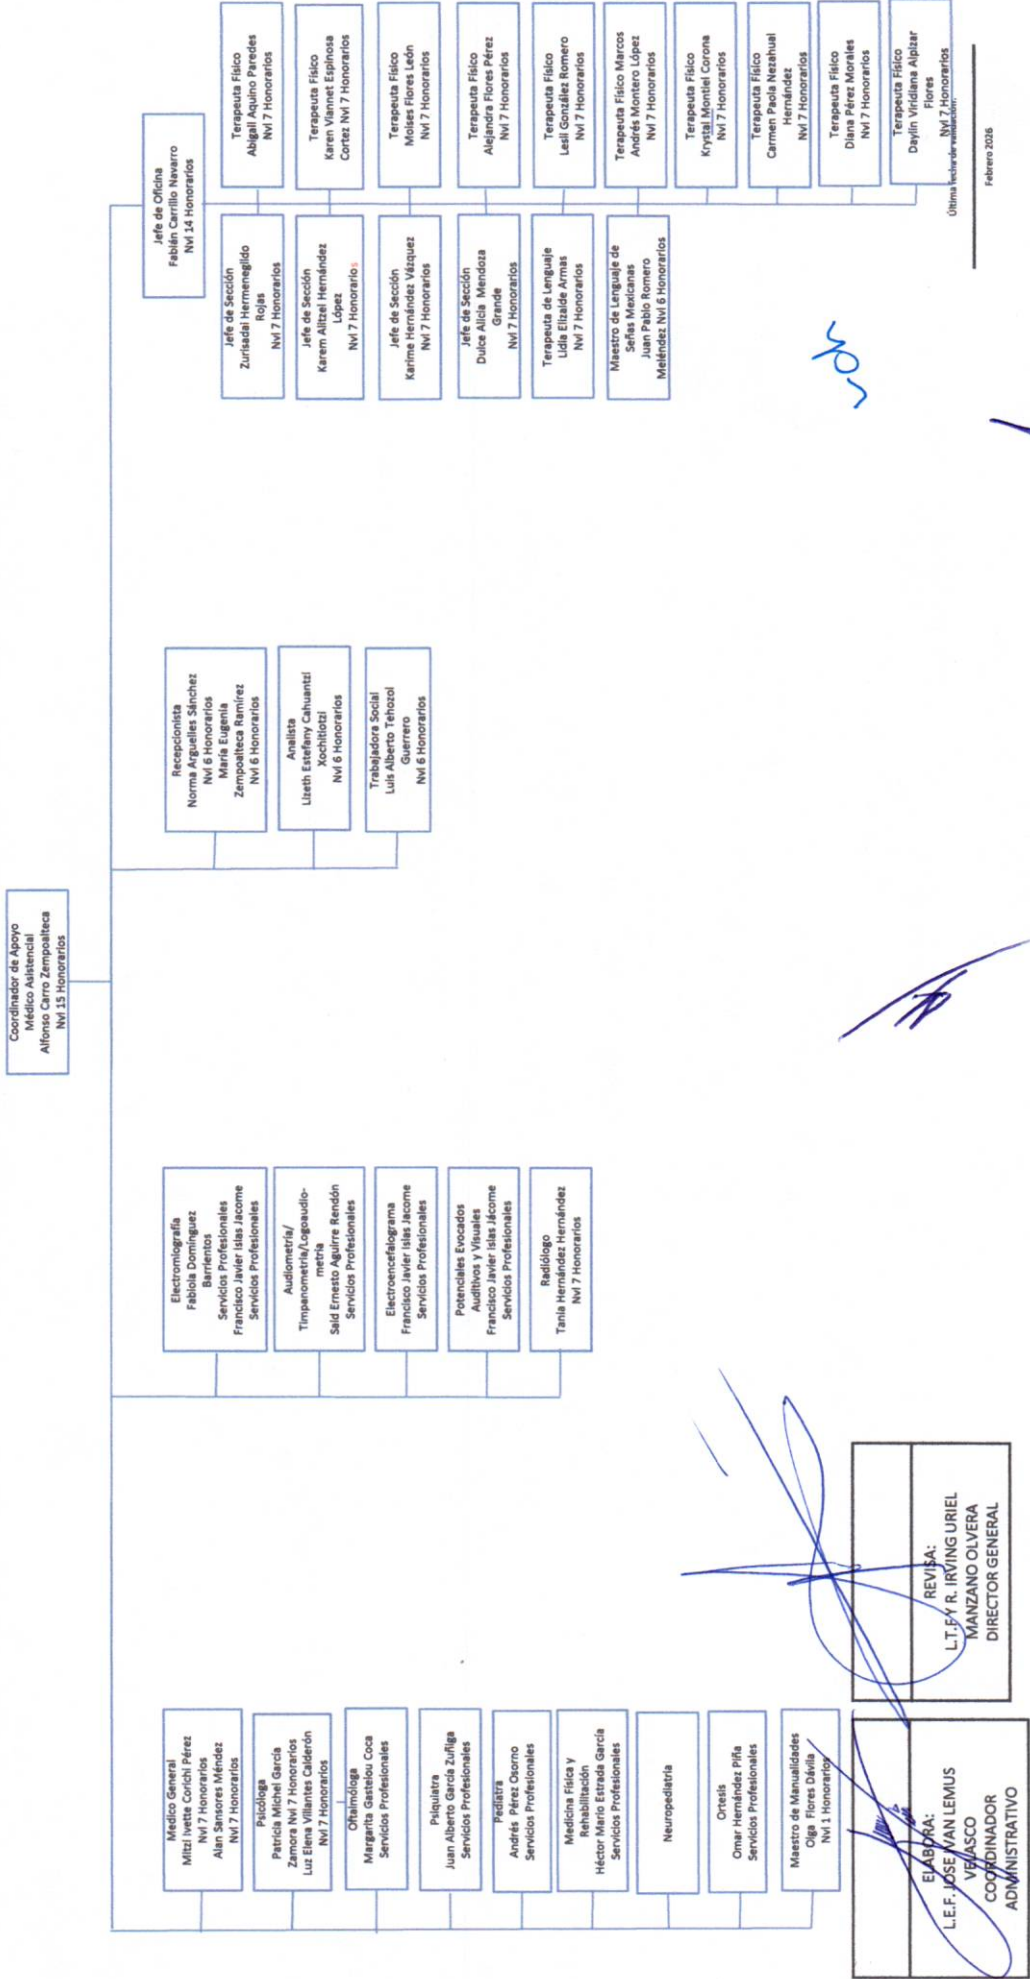 Coordinador de Apoyo
Médico Asistencial
Alfonso Carro Zempoalteca
Nvl 15 Honorarios
Medico General
Mitzi Ivette Corichi Pérez
Nvl 7 Honorarios
Alan Sansores Méndez
Nvl 7 Honorarios
Psicóloga
Patricia Michel García
Zamora Nvl 7 Honorarios
Luz Elena Villantes Calderón
Nvl 7 Honorarios
Oftalmóloga
Margarita Gastelou Coca
Servicios Profesionales
Psiquiatra
Juan Alberto García Zuñiga
Servicios Profesionales
Pediatra
Andrés Pérez Osorno
Servicios Profesionales
Medicina Física y
Rehabilitación
Héctor Mario Estrada García
Servicios Profesionales
Neuropediatria
Ortesis
Omar Hernández Piña
Servicios Profesionales
Maestro de Manualidades
Olga Flores Dávila
Nvl 1 Honorarios
Electromiografía
Fabiola Domínguez
Barrientos
Servicios Profesionales
Francisco Javier Islas Jacome
Servicios Profesionales
Audiometría/
Timpanometría/Logoaudio-
metría
Said Ernesto Aguirre Rendón
Servicios Profesionales
Electroencefalograma
Francisco Javier Islas Jacome
Servicios Profesionales
Potenciales Evocados
Auditivos y Visuales
Francisco Javier Islas Jácome
Servicios Profesionales
Radiólogo
Tania Hernández Hernández
Nvl 7 Honorarios
Recepcionista
Norma Arguelles Sánchez
Nvl 6 Honorarios
María Eugenia
Zempoalteca Ramírez
Nvl 6 Honorarios
Analista
Lizeth Estefany Cahuantzi
Xochitiotzi
Nvl 6 Honorarios
Trabajadora Social
Luis Alberto Tehozol
Guerrero
Nvl 6 Honorarios
Jefe de Oficina
Fabián Carrillo Navarro
Nvl 14 Honorarios
Jefe de Sección
Zurisadai Hermenegildo
Rojas
Nvl 7 Honorarios
Jefe de Sección
Karem Alitzel Hernández
López
Nvl 7 Honorarios
Jefe de Sección
Karime Hernández Vázquez
Nvl 7 Honorarios
Jefe de Sección
Dulce Alicia Mendoza
Grande
Nvl 7 Honorarios
Terapeuta de Lenguaje
Lidia Elizalde Armas
Nvl 7 Honorarios
Maestro de Lenguaje de
Señas Mexicanas
Juan Pablo Romero
Meléndez Nvl 6 Honorarios
Terapeuta Físico
Abigail Aquino Paredes
Nvl 7 Honorarios
Terapeuta Físico
Karen Viannet Espinosa
Cortez Nvl 7 Honorarios
Terapeuta Físico
Moises Flores León
Nvl 7 Honorarios
Terapeuta Físico
Alejandra Flores Pérez
Nvl 7 Honorarios
Terapeuta Físico
Lesli González Romero
Nvl 7 Honorarios
Terapeuta Físico Marcos
Andrés Montero López
Nvl 7 Honorarios
Terapeuta Físico
Krystal Montiel Corona
Nvl 7 Honorarios
Terapeuta Físico
Carmen Paola Nezahual
Hernández
Nvl 7 Honorarios
Terapeuta Físico
Diana Pérez Morales
Nvl 7 Honorarios
Terapeuta Físico
Daylin Viridiana Alpizar
Flores
Nvl 7 Honorarios
Última fecha de validación:
Febrero 2026
ELABORA:
L.E.F. JOSE IVAN LEMUS
VELASCO
COORDINADOR
ADMINISTRATIVO
REVISA:
L.T.F.Y R. IRVING URIEL
MANZANO OLVERA
DIRECTOR GENERAL